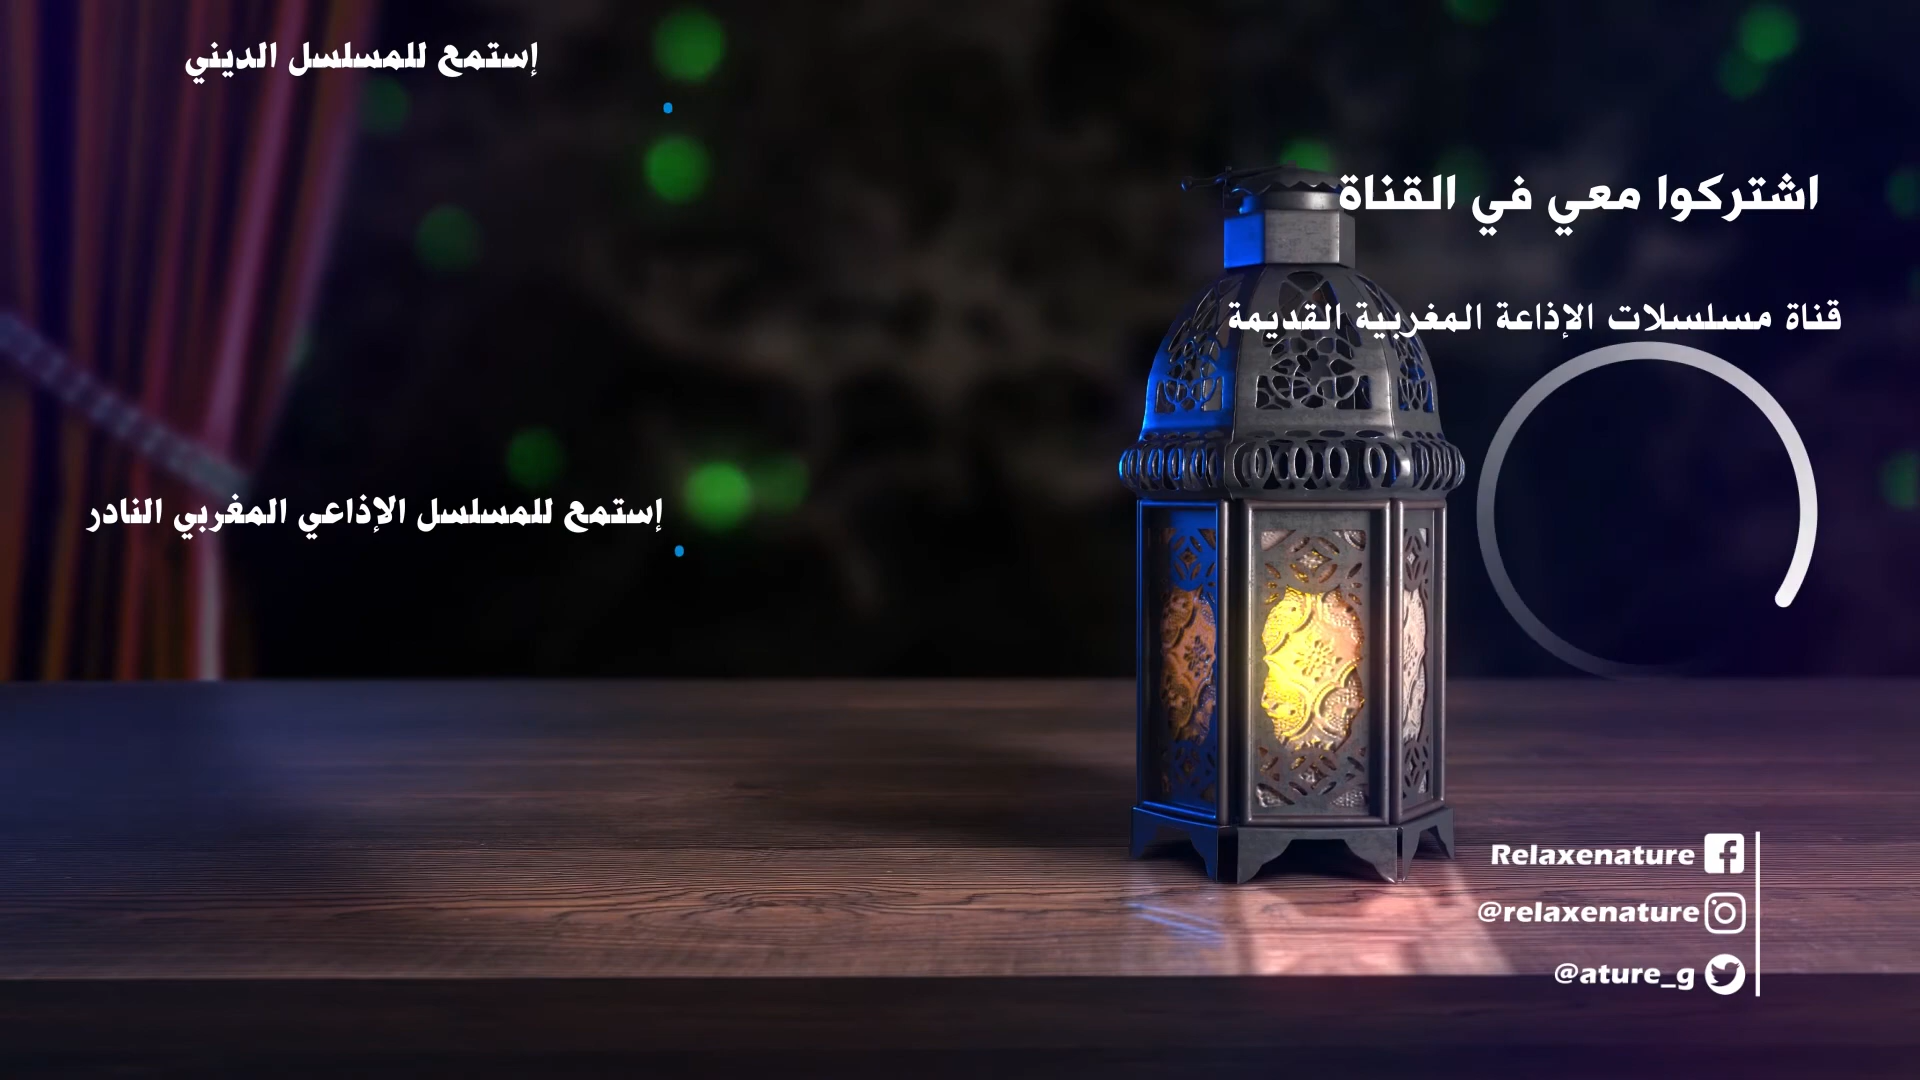 إستمع للمسلسل الديني
اشتركوا معي في القناة
قناة مسلسلات الإذاعة المغربية القديمة
إستمع للمسلسل الإذاعي المغربي النادر
Relaxenature
@relaxenature
@ature_g